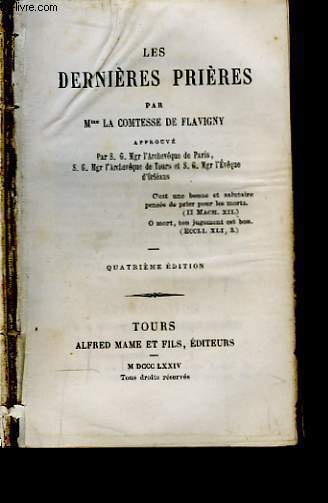 -livre.com
LES
DERNIÈRES PRIÈRES
PAR
Mme LA COMTESSE DE FLAVIGNY
APPROUVÉ
Par S. G. Mgr l'Archevêque de Paris,
S. G. Mgr l'Archevêque de Tours et S. G. Mgr l'Évêque
d'Orléans
C'est une bonne et salutaire
pensée de prier pour les morts.
(II MACH. XII.)
O mort, ton jugement est bon.
(ECCLI. XLI, 3.)
QUATRIÈME ÉDITION
TOURS
ALFRED MAME ET FILS, ÉDITEURS
M DCCC LXXIV
Tous droits réservés